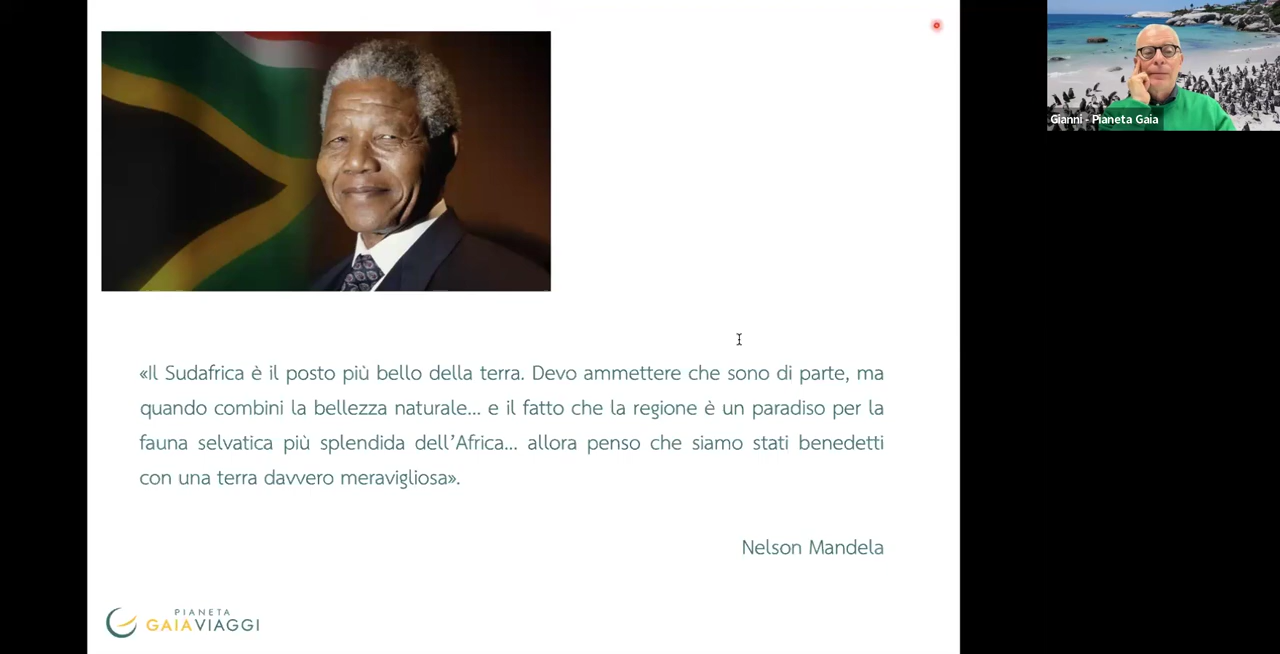 Gianni - Pianeta Gaia
«Il Sudafrica è il posto più bello della terra. Devo ammettere che sono di parte, ma
quando combini la bellezza naturale... e il fatto che la regione è un paradiso per la
fauna selvatica più splendida dell’Africa... allora penso che siamo stati benedetti
con una terra davvero meravigliosa».
Nelson Mandela
PIANETA
GAIAVIAGGI